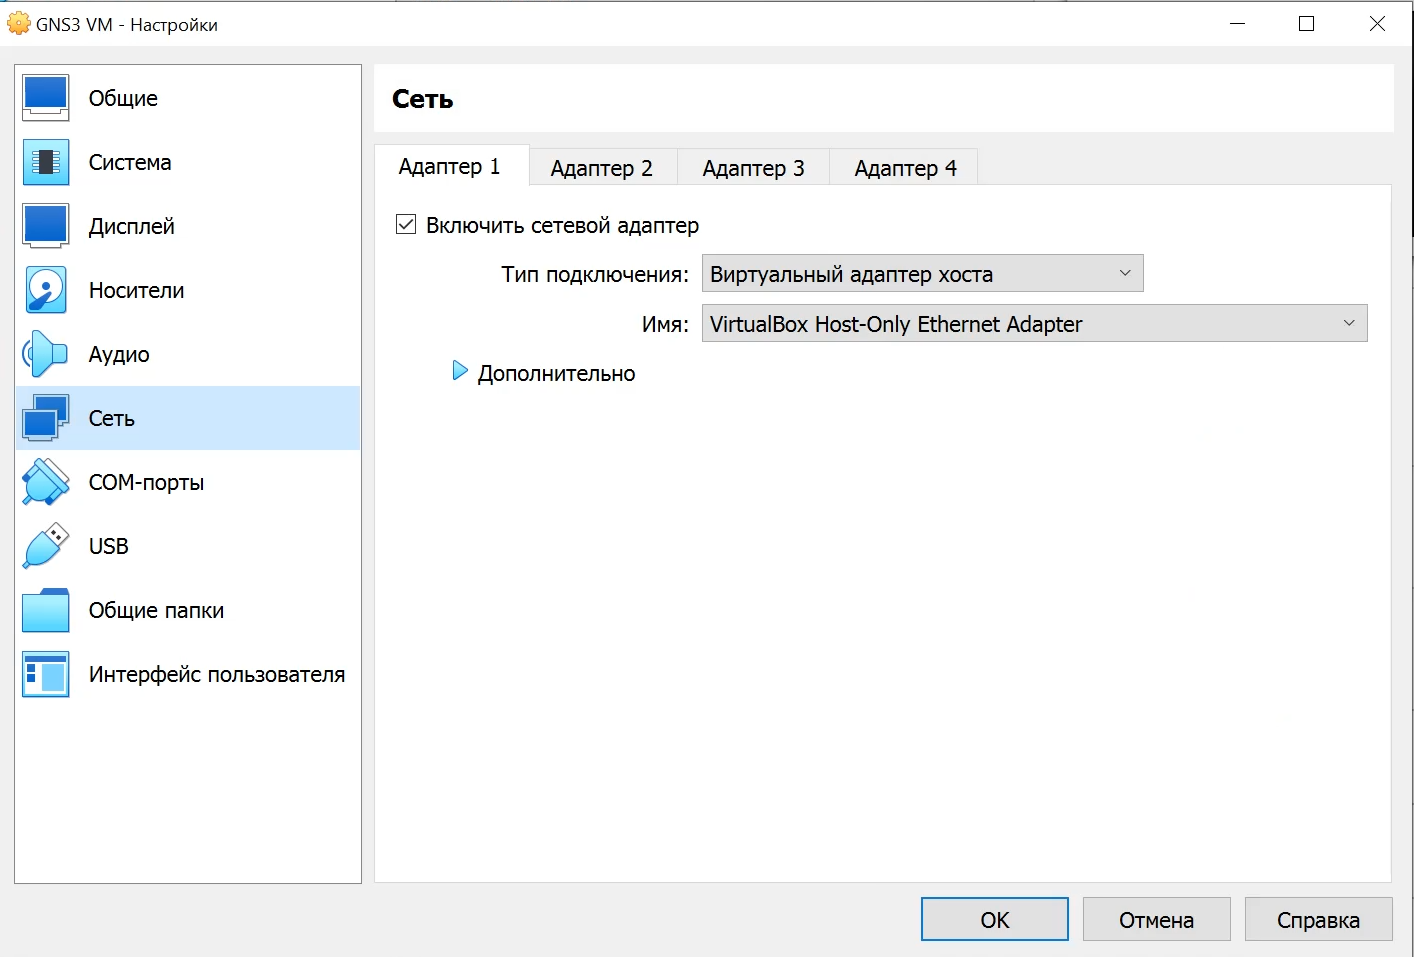 GNS3 VM - Настройки
Общие
Система
Дисплей
Носители
Аудио
Сеть
COM-порты
USB
Общие папки
Интерфейс пользователя
Сеть
Адаптер 1
Адаптер 2
Адаптер 3
Адаптер 4
Включить сетевой адаптер
Тип подключения: Виртуальный адаптер хоста
Имя: VirtualBox Host-Only Ethernet Adapter
Дополнительно
OK
Отмена
Справка